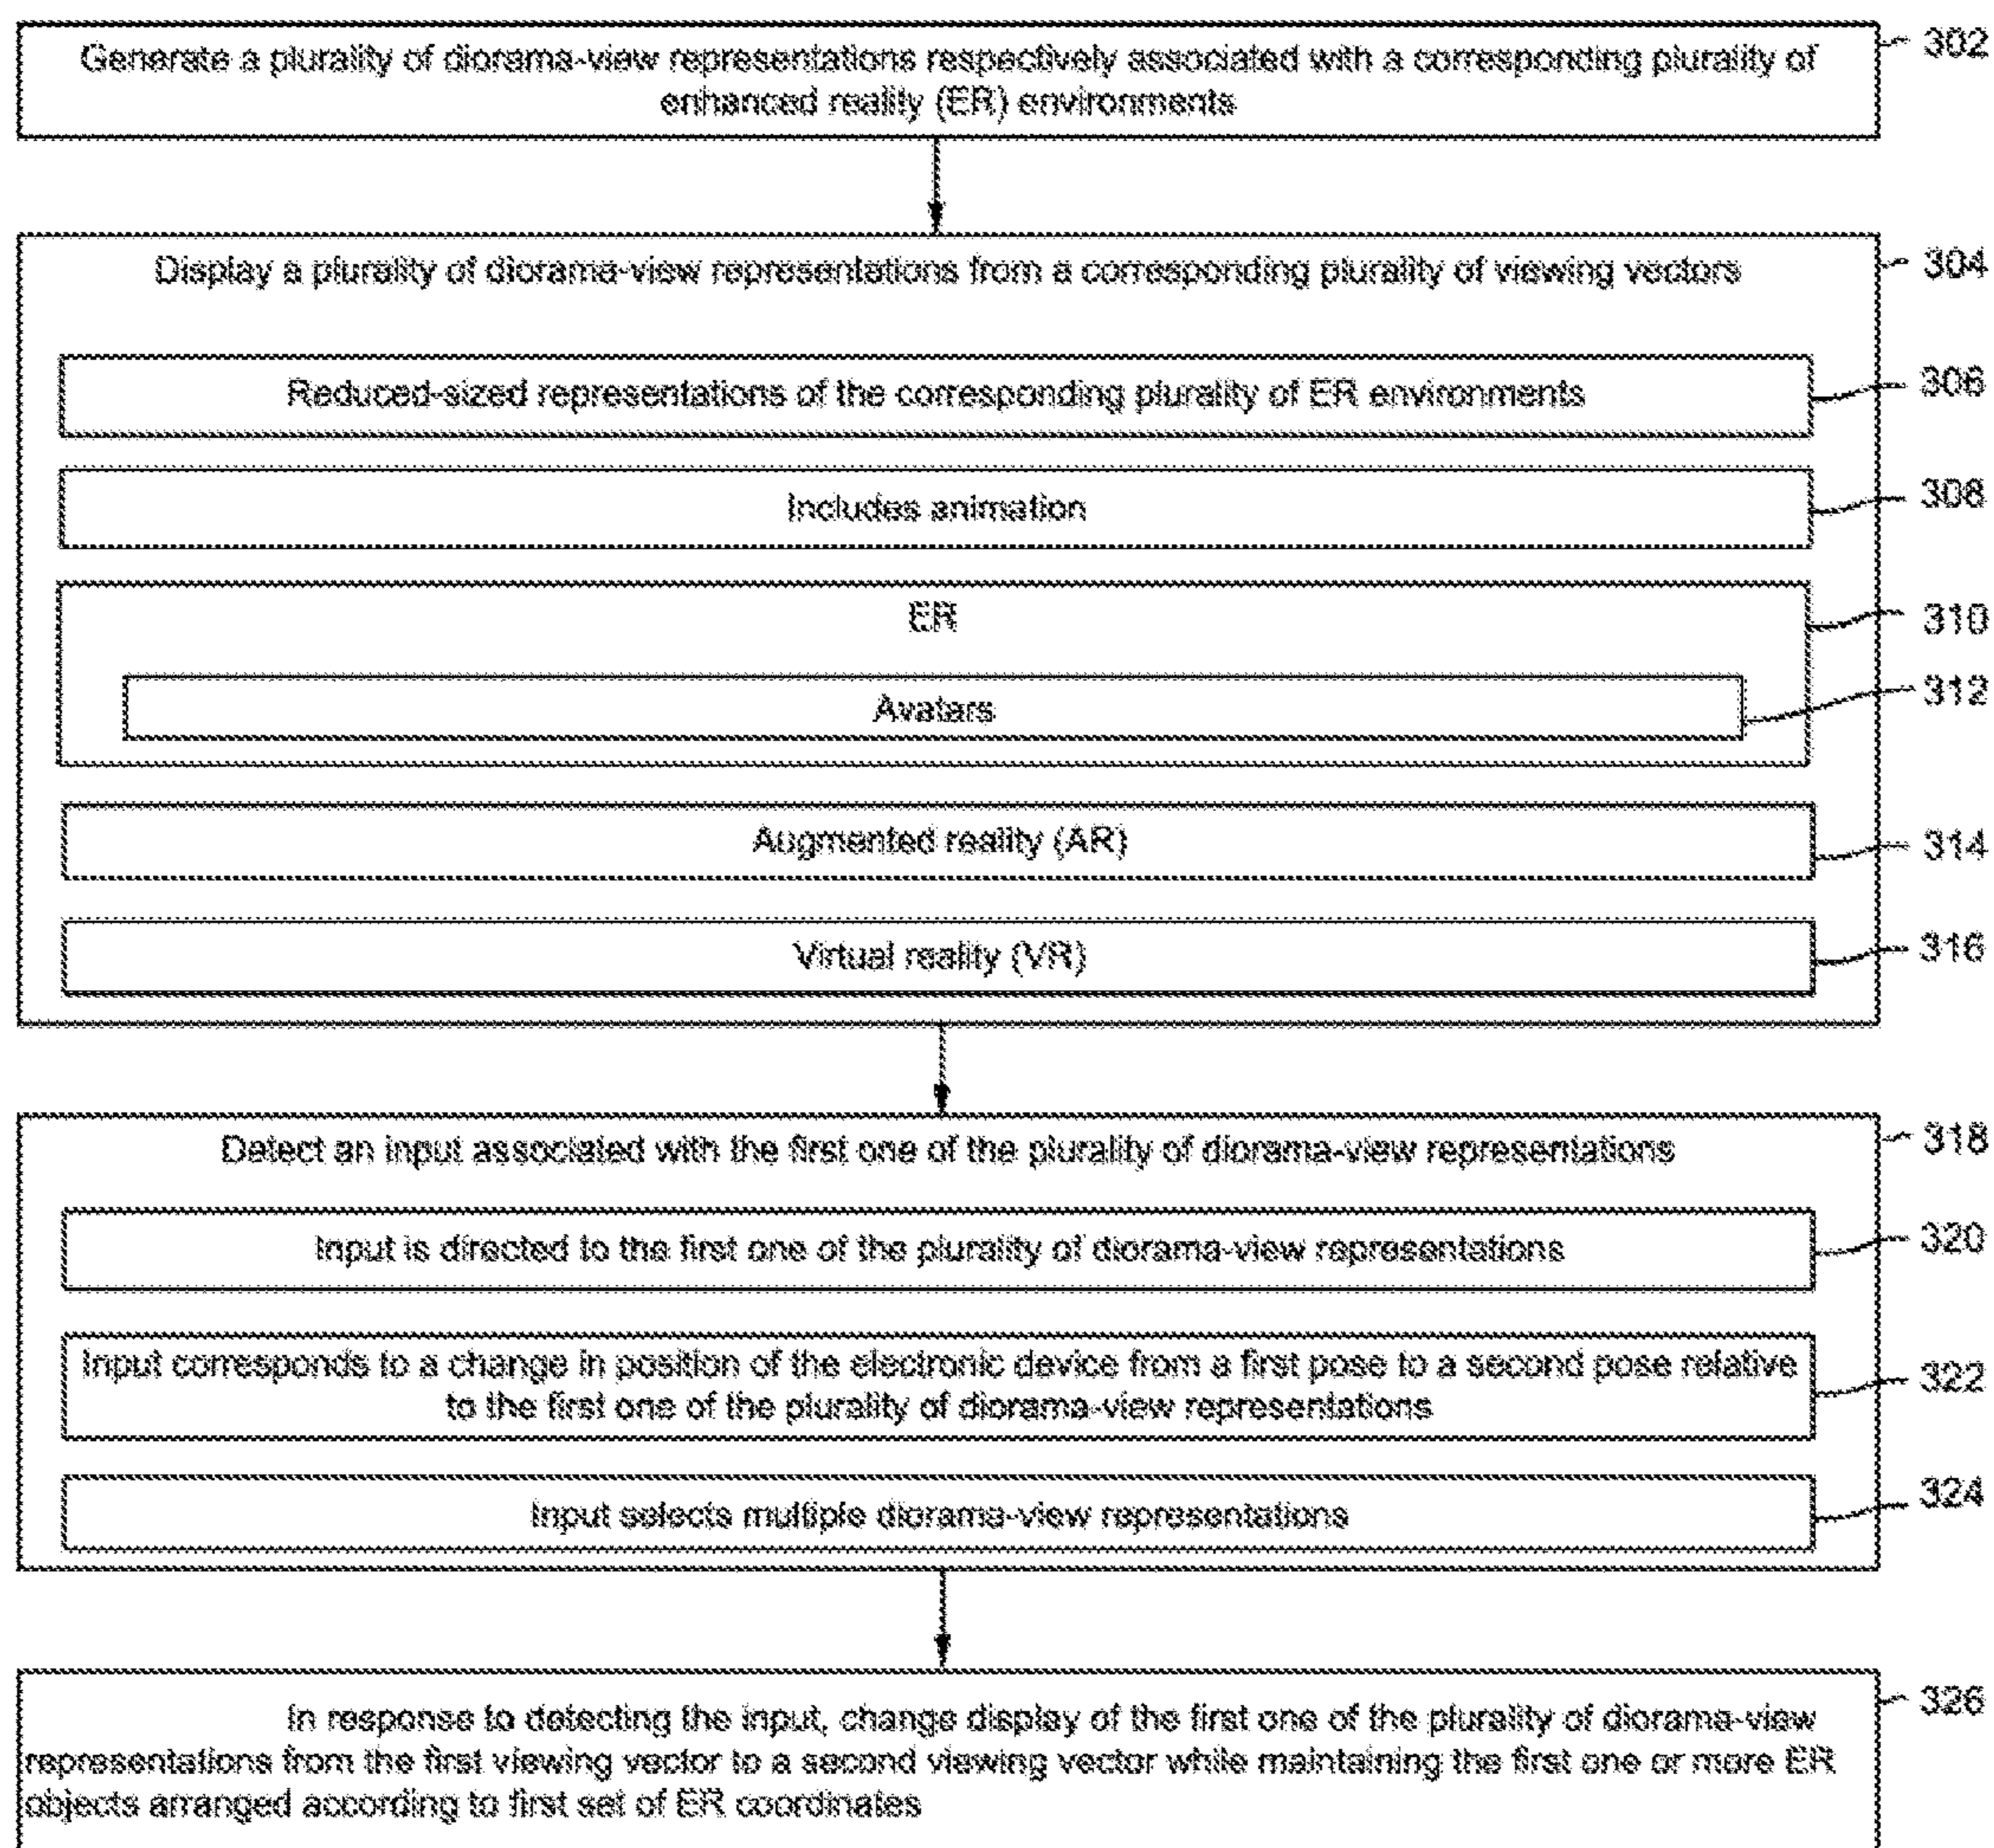 Generate a plurality of diorama-view representations respectively associated with a corresponding plurality of
enhanced reality (ER) environments
302
Display a plurality of diorama-view representations from a corresponding plurality of viewing vectors
304
Reduced-sized representations of the corresponding plurality of ER environments
306
Includes animation
308
ER
310
Avatars
312
Augmented reality (AR)
314
Virtual reality (VR)
316
Detect an input associated with the first one of the plurality of diorama-view representations
318
Input is directed to the first one of the plurality of diorama-view representations
320
Input corresponds to a change in position of the electronic device from a first pose to a second pose relative
to the first one of the plurality of diorama-view representations
322
Input selects multiple diorama-view representations
324
In response to detecting the input, change display of the first one of the plurality of diorama-view
representations from the first viewing vector to a second viewing vector while maintaining the first one or more ER
objects arranged according to first set of ER coordinates
326